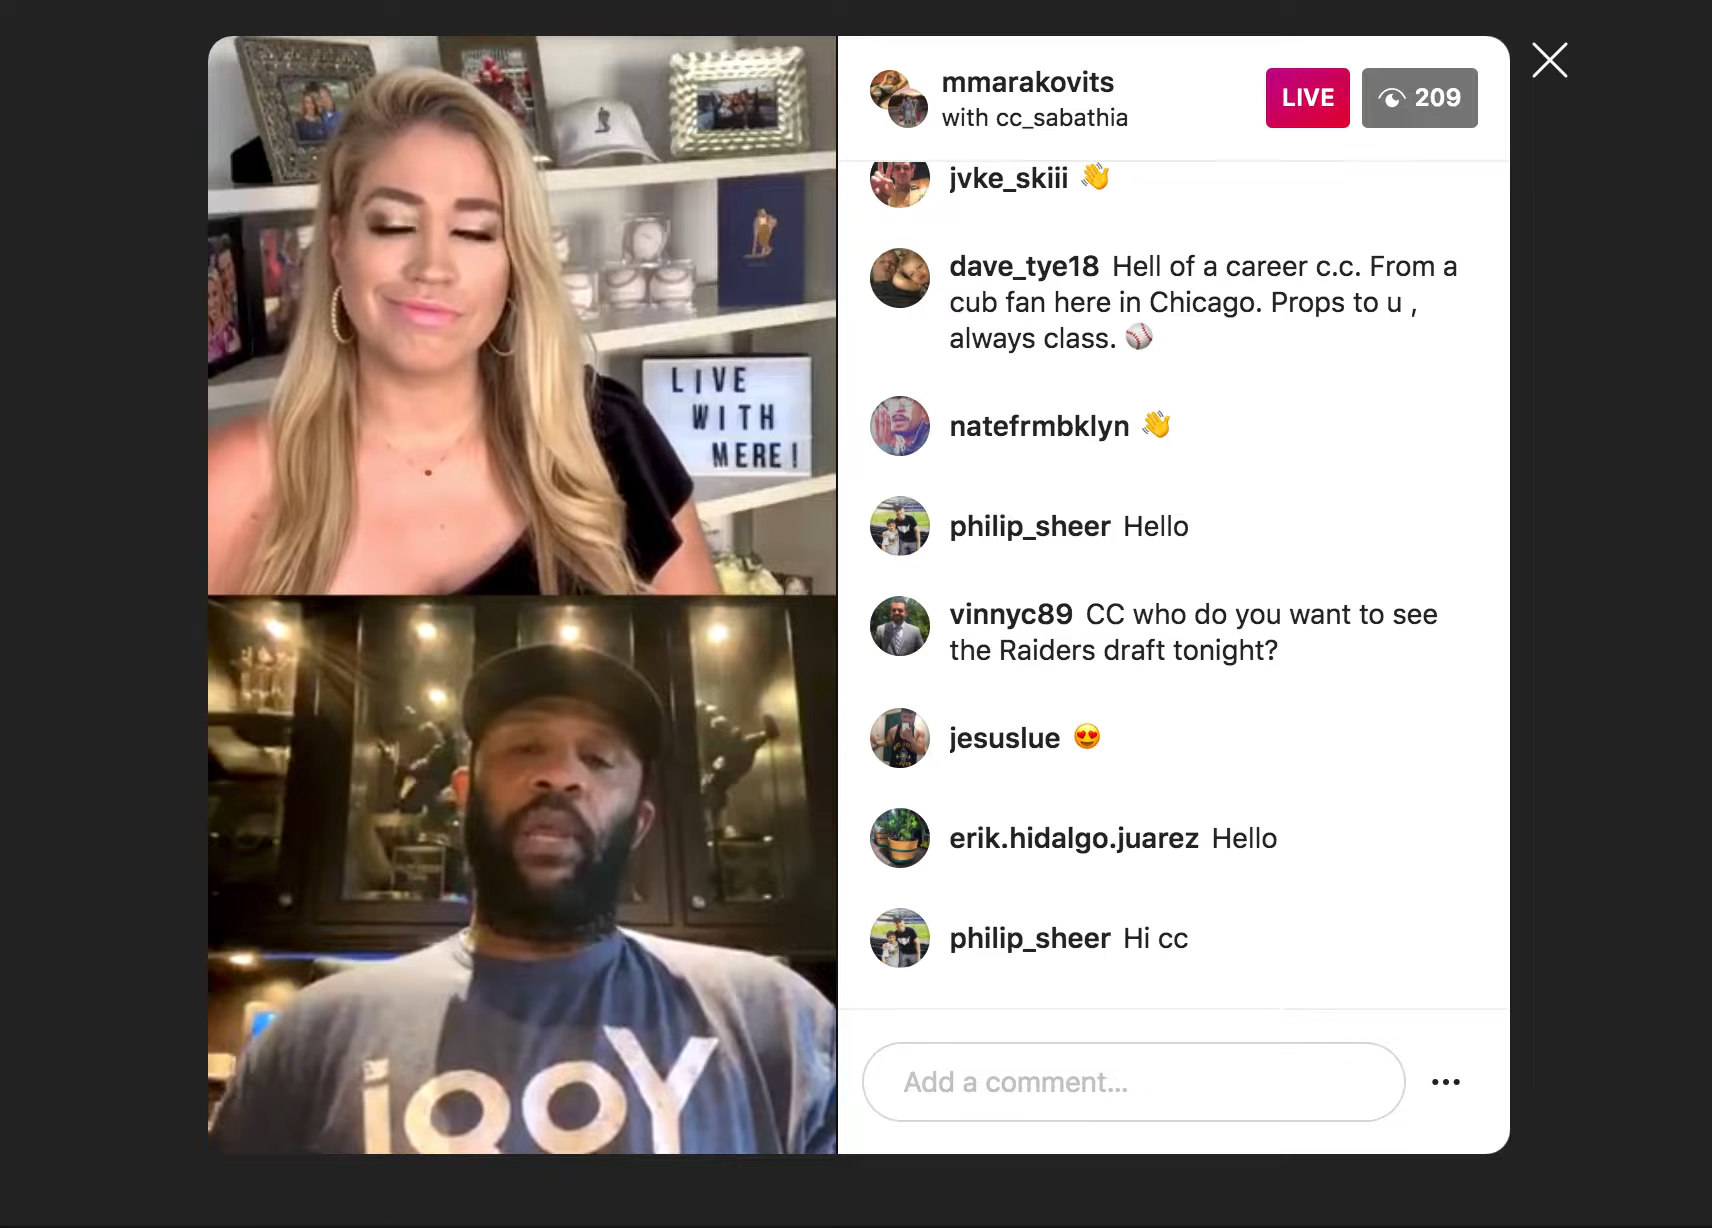 mmarakovits
with cc_sabathia
LIVE
209
jvke_skiii 👋
dave_tye18 Hell of a career c.c. From a
cub fan here in Chicago. Props to u ,
always class. ⚾
natefrmbklyn 👋
philip_sheer Hello
vinnyc89 CC who do you want to see
the Raiders draft tonight?
jesuslue 😍
erik.hidalgo.juarez Hello
philip_sheer Hi cc
Add a comment...
LIVE
WITH
MERE!